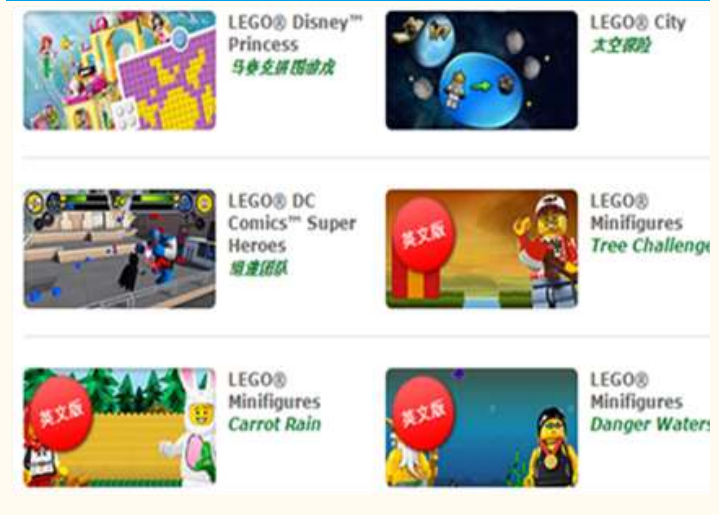 LEGO® Disney™
Princess
马赛克拼图游戏
LEGO® City
太空探险
LEGO® DC
Comics™ Super
Heroes
组建团队
英文版
LEGO®
Minifigures
Tree Challenge
英文版
LEGO®
Minifigures
Carrot Rain
英文版
LEGO®
Minifigures
Danger Waters